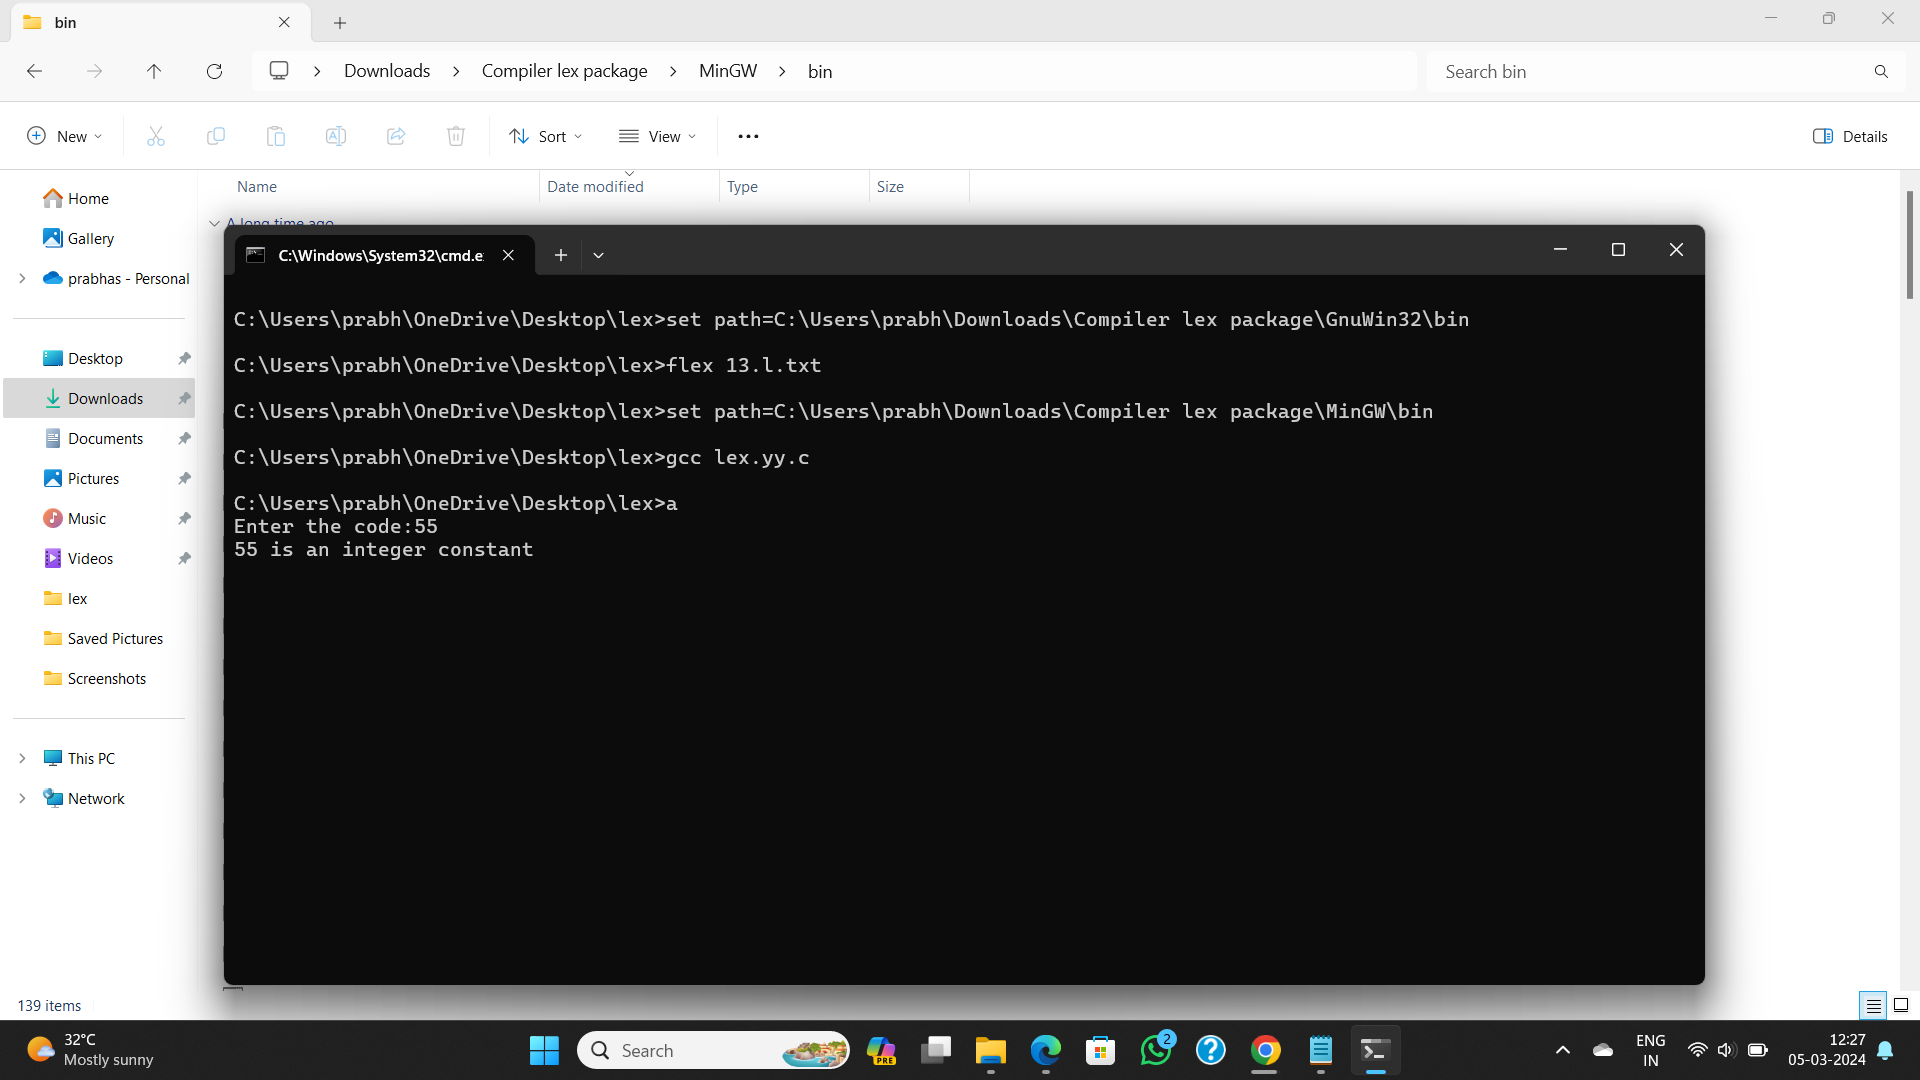 bin
Downloads
Compiler lex package
MinGW
bin
Search bin
New
Sort
View
Details
Name
Date modified
Type
Size
A long time ago
Home
Gallery
prabhas - Personal
Desktop
Downloads
Documents
Pictures
Music
Videos
lex
Saved Pictures
Screenshots
This PC
Network
139 items
C:\Windows\System32\cmd.e
C:\Users\prabh\OneDrive\Desktop\lex>set path=C:\Users\prabh\Downloads\Compiler lex package\GnuWin32\bin
C:\Users\prabh\OneDrive\Desktop\lex>flex 13.l.txt
C:\Users\prabh\OneDrive\Desktop\lex>set path=C:\Users\prabh\Downloads\Compiler lex package\MinGW\bin
C:\Users\prabh\OneDrive\Desktop\lex>gcc lex.yy.c
C:\Users\prabh\OneDrive\Desktop\lex>a
Enter the code:55
55 is an integer constant
32°C
Mostly sunny
Search
PRE
2
ENG
IN
12:27
05-03-2024